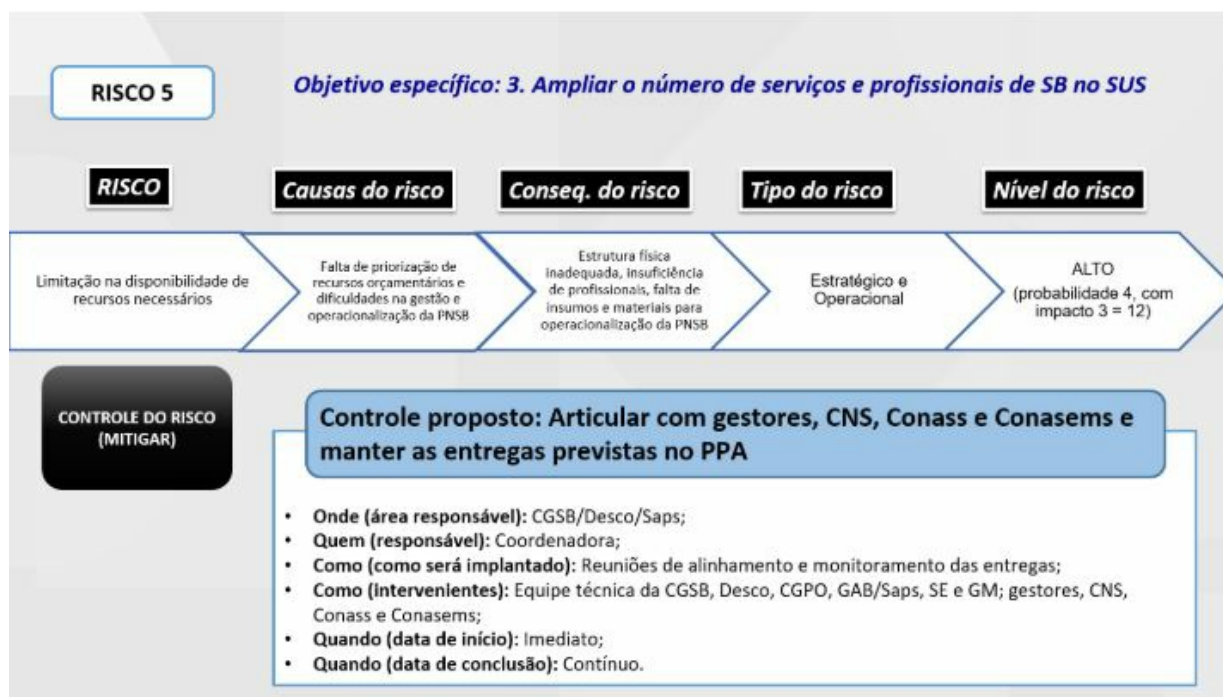 RISCO 5
Objetivo específico: 3. Ampliar o número de serviços e profissionais de SB no SUS
RISCO
Causas do risco
Conseq. do risco
Tipo do risco
Nível do risco
Limitação na disponibilidade de
recursos necessários
Falta de priorização de
recursos orçamentários e
dificuldades na gestão e
operacionalização da PNSB
Estrutura física
inadequada, insuficiência
de profissionais, falta de
insumos e materiais para
operacionalização da PNSB
Estratégico e
Operacional
ALTO
(probabilidade 4, com
impacto 3 = 12)
CONTROLE DO RISCO
(MITIGAR)
Controle proposto: Articular com gestores, CNS, Conass e Conasems e
manter as entregas previstas no PPA
• Onde (área responsável): CGSB/Desco/Saps;
• Quem (responsável): Coordenadora;
• Como (como será implantado): Reuniões de alinhamento e monitoramento das entregas;
• Como (intervenientes): Equipe técnica da CGSB, Desco, CGPO, GAB/Saps, SE e GM; gestores, CNS,
Conass e Conasems;
• Quando (data de início): Imediato;
• Quando (data de conclusão): Contínuo.